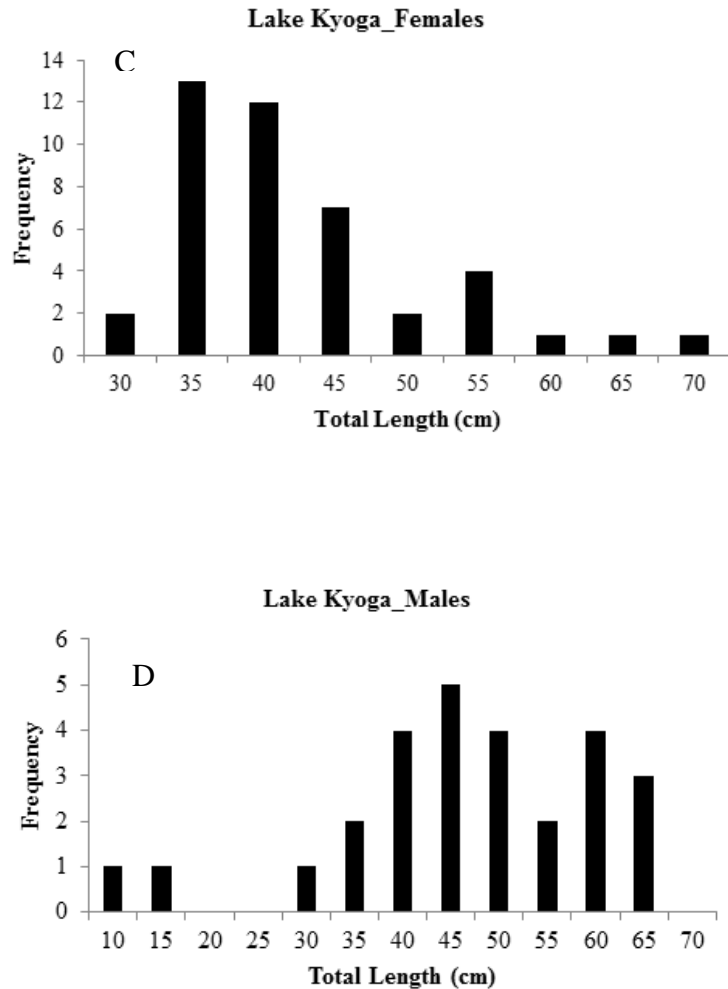 Lake Kyoga_Females
C
14
12
10
8
6
4
2
0
Frequency
30 35 40 45 50 55 60 65 70
Total Length (cm)
Lake Kyoga_Males
D
6
5
4
3
2
1
0
Frequency
10 15 20 25 30 35 40 45 50 55 60 65 70
Total Length (cm)